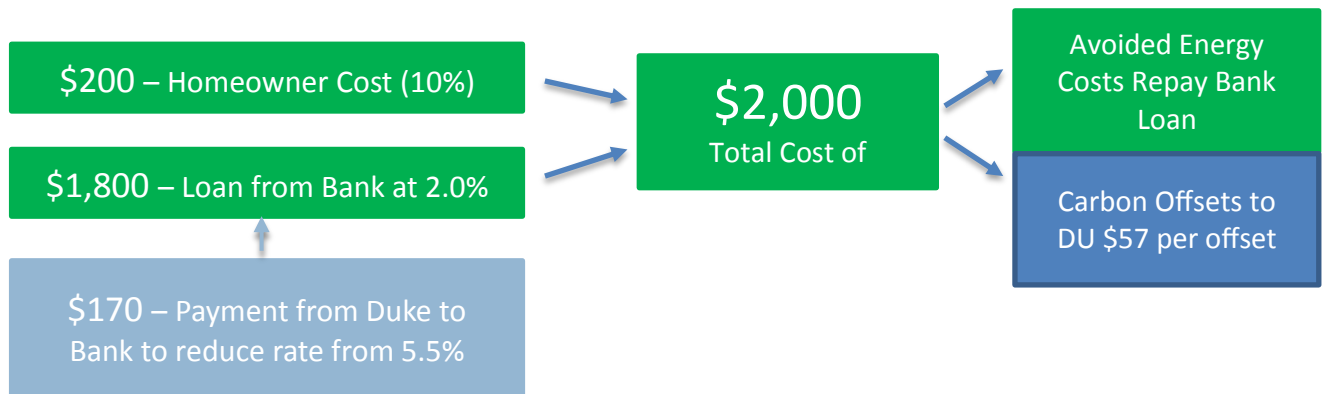 $200 – Homeowner Cost (10%)
$1,800 – Loan from Bank at 2.0%
$170 – Payment from Duke to
Bank to reduce rate from 5.5%
$2,000
Total Cost of
Avoided Energy
Costs Repay Bank
Loan
Carbon Offsets to
DU $57 per offset